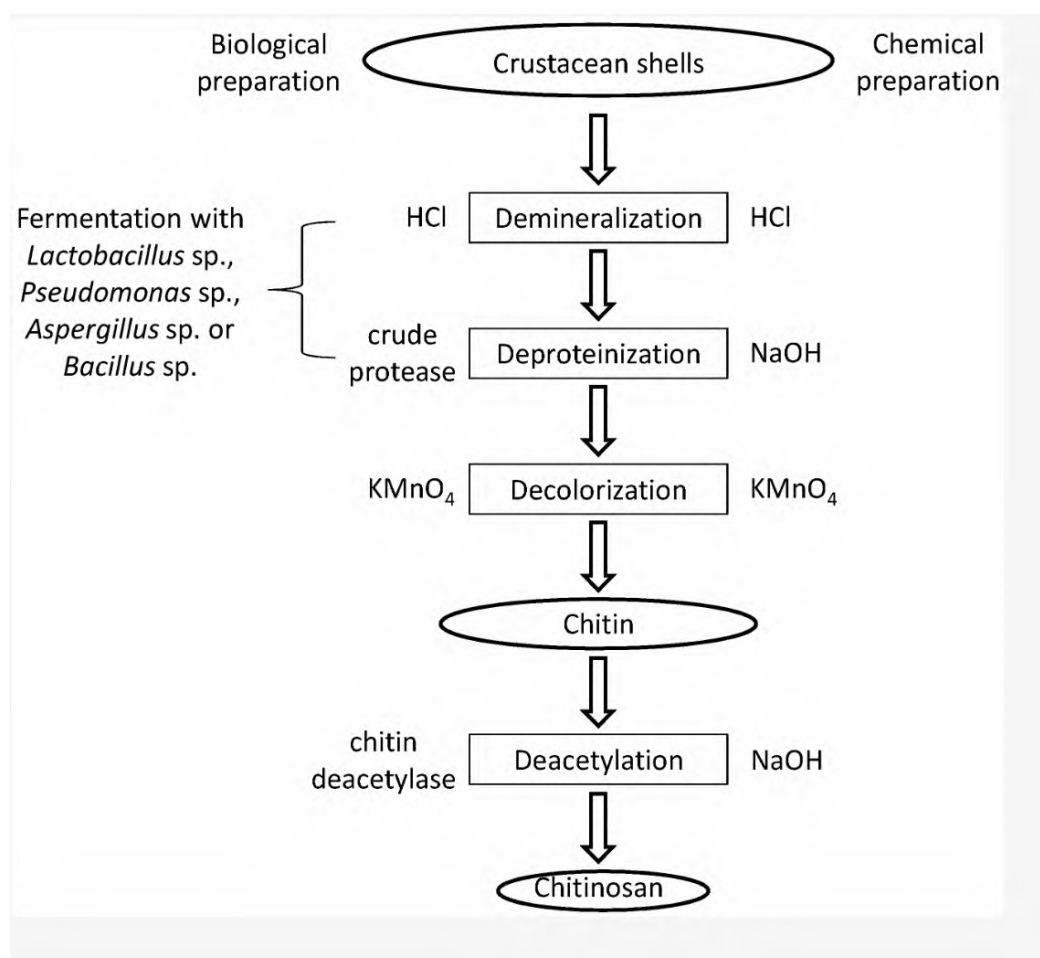 Biological
preparation
Crustacean shells
Chemical
preparation
Fermentation with
Lactobacillus sp.,
Pseudomonas sp.,
Aspergillus sp. or
Bacillus sp.
HCl
Demineralization
HCl
crude
protease
Deproteinization
NaOH
KMnO₄
Decolorization
KMnO₄
Chitin
chitin
deacetylase
Deacetylation
NaOH
Chitinosan